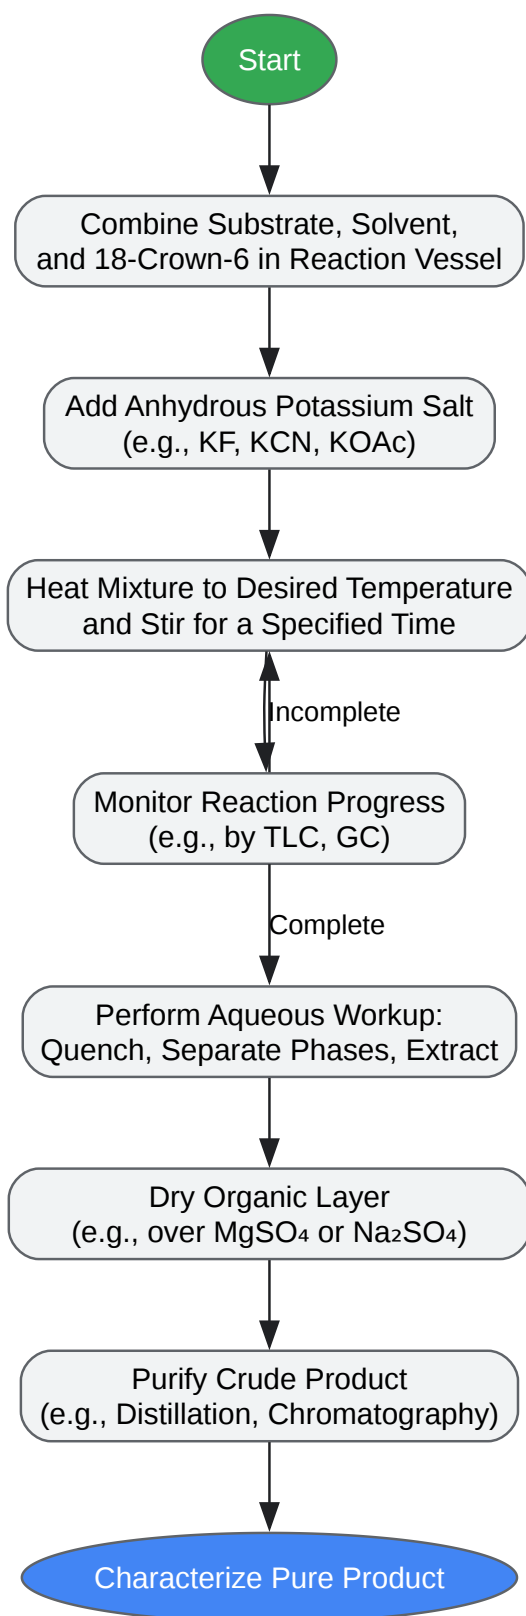 Start
Combine Substrate, Solvent,
and 18-Crown-6 in Reaction Vessel
Add Anhydrous Potassium Salt
(e.g., KF, KCN, KOAc)
Heat Mixture to Desired Temperature
and Stir for a Specified Time
Incomplete
Monitor Reaction Progress
(e.g., by TLC, GC)
Complete
Perform Aqueous Workup:
Quench, Separate Phases, Extract
Dry Organic Layer
(e.g., over MgSO₄ or Na₂SO₄)
Purify Crude Product
(e.g., Distillation, Chromatography)
Characterize Pure Product